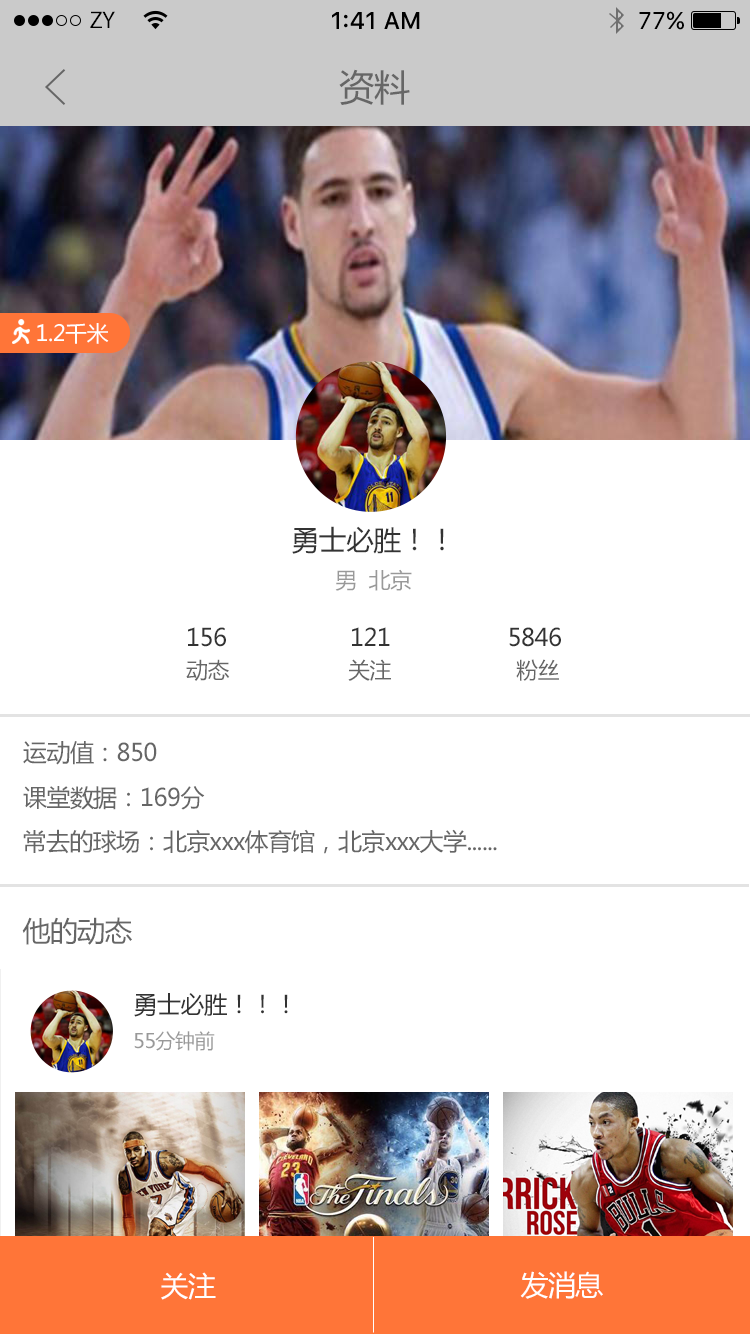 ZY 1:41 AM 77%
资料
1.2千米
11
勇士必胜！！
男 北京
156 121 5846
动态 关注 粉丝
运动值：850
课堂数据：169分
常去的球场：北京xxx体育馆，北京xxx大学......
他的动态
勇士必胜！！！
55分钟前
NEW YORK
7
CLEVELAND
23
NBA
The Finals
30
RRICK
ROSE
BULLS
1
关注 发消息